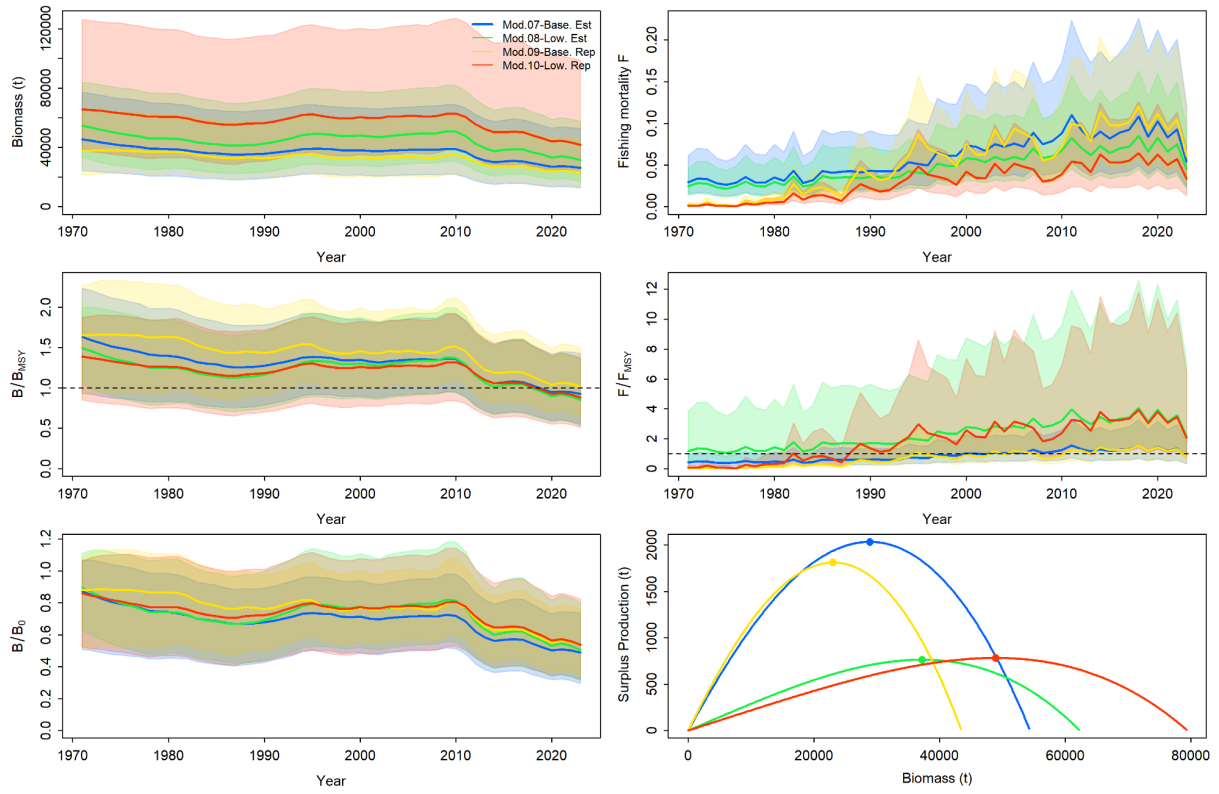 Biomass (t)
120000
80000
40000
0
1970 1980 1990 2000 2010 2020
Year
Mod.07-Base. Est
Mod.08-Low. Est
Mod.09-Base. Rep
Mod.10-Low. Rep
Fishing mortality F
0.20
0.15
0.10
0.05
0.00
1970 1980 1990 2000 2010 2020
Year
B/BMSY
2.0
1.5
1.0
0.5
0.0
1970 1980 1990 2000 2010 2020
Year
F/FMSY
12
10
8
6
4
2
0
1970 1980 1990 2000 2010 2020
Year
B/B0
1.2
1.0
0.8
0.6
0.4
0.2
0.0
1970 1980 1990 2000 2010 2020
Year
Surplus Production (t)
2000
1500
1000
500
0
0 20000 40000 60000 80000
Biomass (t)